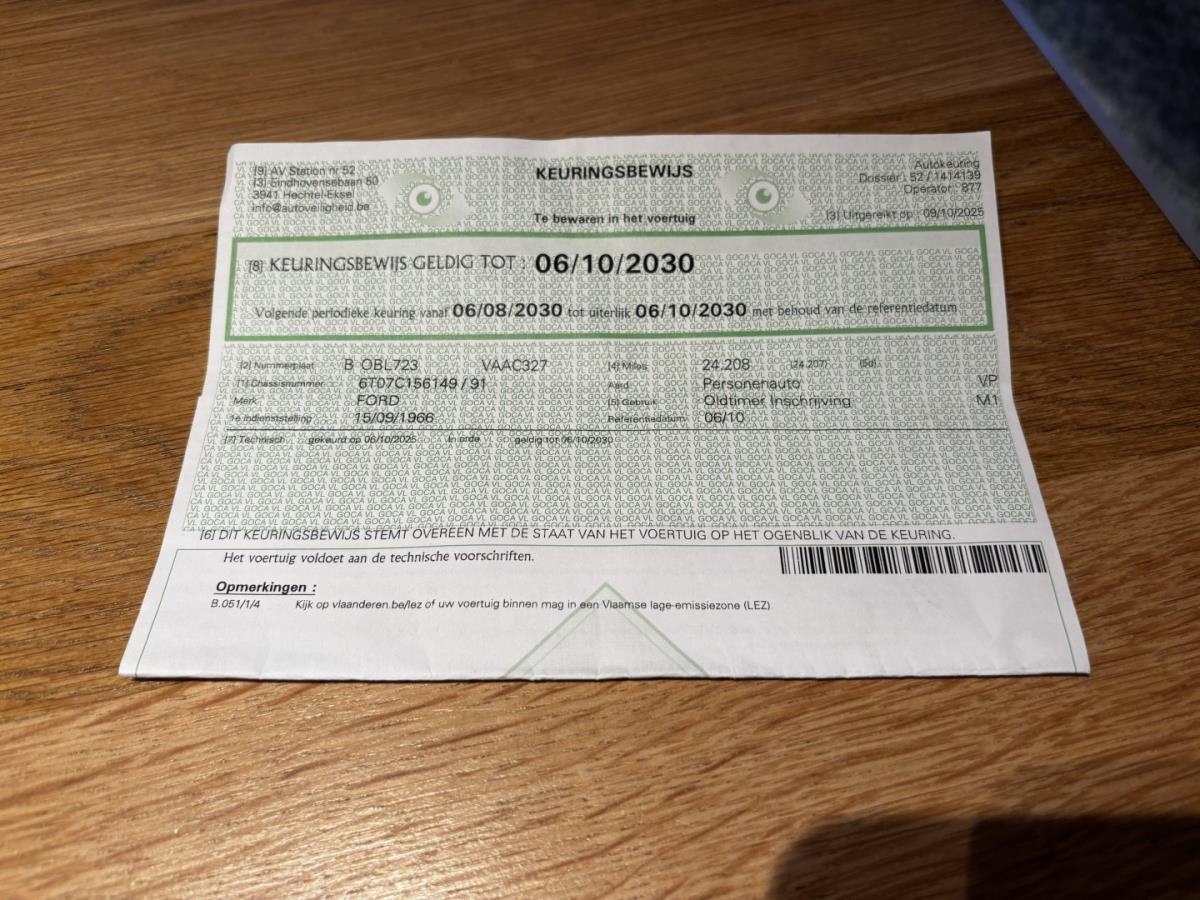 [9] AV Station nr 52
[3] Eindhovensebaan 50
3941 Hechtel-Eksel
info@autoveiligheid.be
KEURINGSBEWIJS
Te bewaren in het voertuig
Autokeuring
Dossier : 52 / 1414139
Operator : 877
[3] Uitgereikt op : 09/10/2025
[8] KEURINGSBEWIJS GELDIG TOT : 06/10/2030
Volgende periodieke keuring vanaf 06/08/2030 tot uiterlijk 06/10/2030 met behoud van de referentiedatum
[2] Nummerplaat B OBL723 VAAC327 [4] Miles 24.208 (24.207) (5d)
[1] Chassisnummer 6T07C156149 / 91 Aard Personenauto VP
Merk FORD [5] Gebruik Oldtimer Inschrijving M1
1e indienststelling 15/09/1966 Referentiedatum 06/10
[7] Technisch gekeurd op 06/10/2025 In orde geldig tot 06/10/2030
[6] DIT KEURINGSBEWIJS STEMT OVEREEN MET DE STAAT VAN HET VOERTUIG OP HET OGENBLIK VAN DE KEURING.
Het voertuig voldoet aan de technische voorschriften.
Opmerkingen :
B.051/1/4 Kijk op vlaanderen.be/lez of uw voertuig binnen mag in een Vlaamse lage-emissiezone (LEZ)